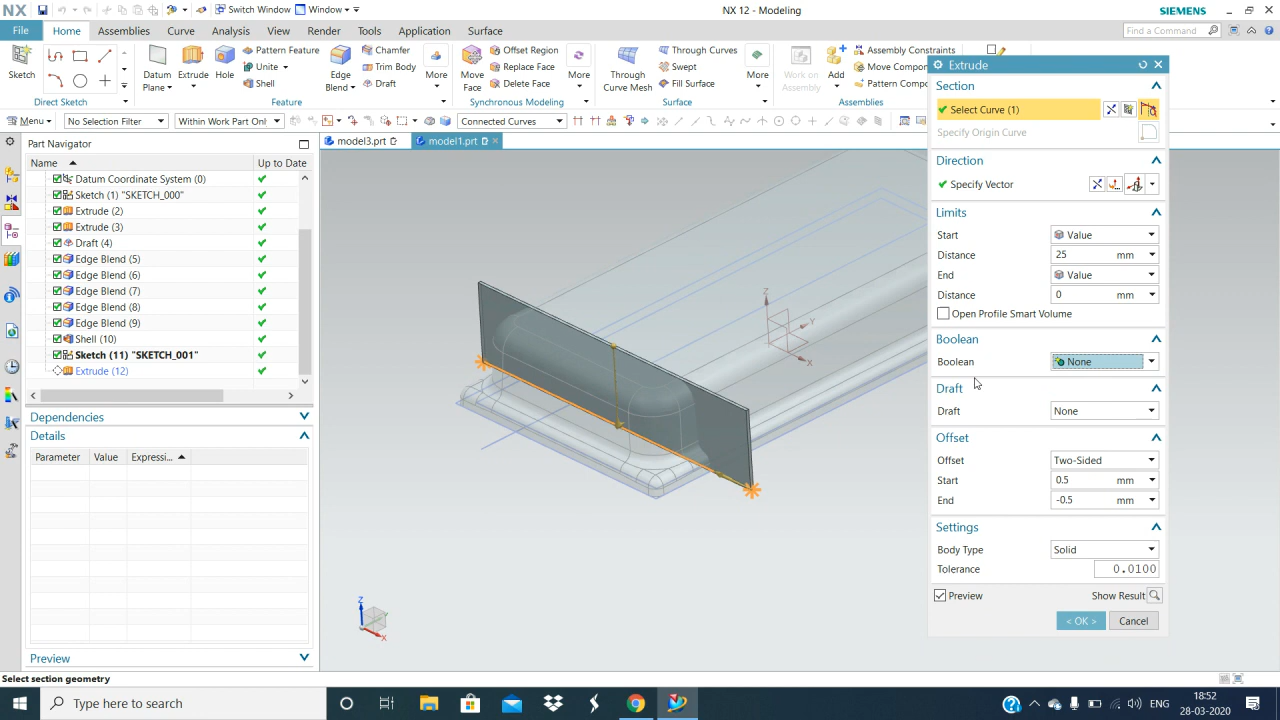 NX
Switch Window
Window
NX 12 - Modeling
SIEMENS
File
Home
Assemblies
Curve
Analysis
View
Render
Tools
Application
Surface
Find a Command
Sketch
Direct Sketch
Datum Plane
Extrude
Hole
Pattern Feature
Unite
Shell
Edge Blend
Chamfer
Trim Body
Draft
More
Feature
Move Face
Offset Region
Replace Face
Delete Face
More
Synchronous Modeling
Through Curve Mesh
Through Curves
Swept
Fill Surface
More
Surface
Work on Assembly
Add
Assembly Constraints
Move Compo
Pattern Compo
Assemblies
Menu
No Selection Filter
Within Work Part Onl
Connected Curves
Part Navigator
Name
Up to Date
Datum Coordinate System (0)
Sketch (1) "SKETCH_000"
Extrude (2)
Extrude (3)
Draft (4)
Edge Blend (5)
Edge Blend (6)
Edge Blend (7)
Edge Blend (8)
Edge Blend (9)
Shell (10)
Sketch (11) "SKETCH_001"
Extrude (12)
Dependencies
Details
Parameter
Value
Expressi...
Preview
model3.prt
model1.prt
Z
Y
X
Z
X
Extrude
Section
Select Curve (1)
Specify Origin Curve
Direction
Specify Vector
Limits
Start
Value
Distance
25
mm
End
Value
Distance
0
mm
Open Profile Smart Volume
Boolean
Boolean
None
Draft
Draft
None
Offset
Offset
Two-Sided
Start
0.5
mm
End
-0.5
mm
Settings
Body Type
Solid
Tolerance
0.0100
Preview
Show Result
< OK >
Cancel
Select section geometry
Type here to search
ENG
18:52
28-03-2020